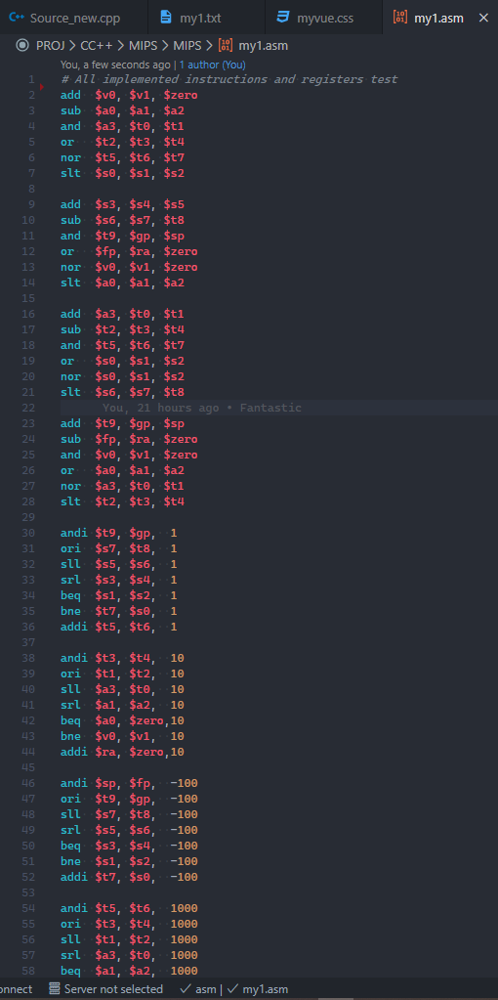 Source_new.cpp my1.txt myvue.css my1.asm
PROJ > CC++ > MIPS > MIPS > my1.asm
You, a few seconds ago | 1 author (You)
1 # All implemented instructions and registers test
2 add $v0, $v1, $zero
3 sub $a0, $a1, $a2
4 and $a3, $t0, $t1
5 or $t2, $t3, $t4
6 nor $t5, $t6, $t7
7 slt $s0, $s1, $s2
8
9 add $s3, $s4, $s5
10 sub $s6, $s7, $t8
11 and $t9, $gp, $sp
12 or $fp, $ra, $zero
13 nor $v0, $v1, $zero
14 slt $a0, $a1, $a2
15
16 add $a3, $t0, $t1
17 sub $t2, $t3, $t4
18 and $t5, $t6, $t7
19 or $s0, $s1, $s2
20 nor $s0, $s1, $s2
21 slt $s6, $s7, $t8
22 You, 21 hours ago • Fantastic
23 add $t9, $gp, $sp
24 sub $fp, $ra, $zero
25 and $v0, $v1, $zero
26 or $a0, $a1, $a2
27 nor $a3, $t0, $t1
28 slt $t2, $t3, $t4
29
30 andi $t9, $gp, 1
31 ori $s7, $t8, 1
32 sll $s5, $s6, 1
33 srl $s3, $s4, 1
34 beq $s1, $s2, 1
35 bne $t7, $s0, 1
36 addi $t5, $t6, 1
37
38 andi $t3, $t4, 10
39 ori $t1, $t2, 10
40 sll $a3, $t0, 10
41 srl $a1, $a2, 10
42 beq $a0, $zero,10
43 bne $v0, $v1, 10
44 addi $ra, $zero,10
45
46 andi $sp, $fp, -100
47 ori $t9, $gp, -100
48 sll $s7, $t8, -100
49 srl $s5, $s6, -100
50 beq $s3, $s4, -100
51 bne $s1, $s2, -100
52 addi $t7, $s0, -100
53
54 andi $t5, $t6, 1000
55 ori $t3, $t4, 1000
56 sll $t1, $t2, 1000
57 srl $a3, $t0, 1000
58 beq $a1, $a2, 1000
onnect Server not selected ✓ asm | ✓ my1.asm